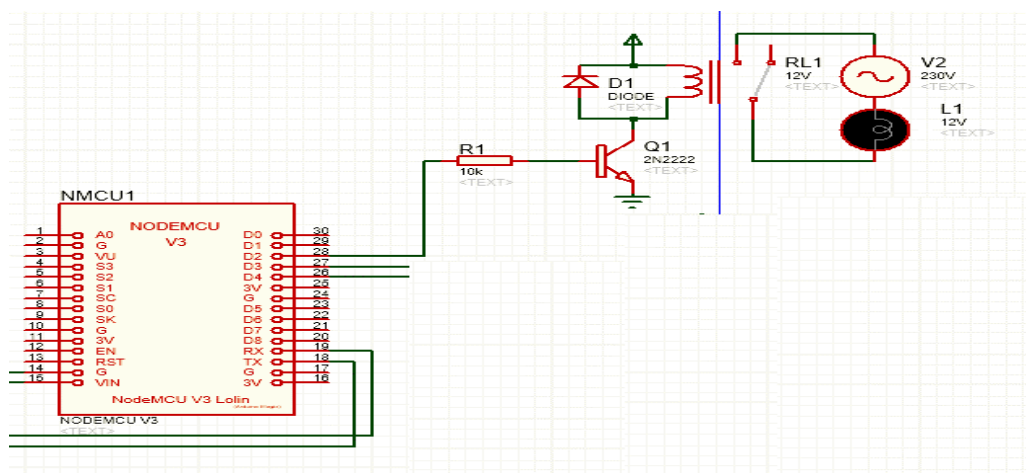 RL1
12V
<TEXT>
V2
230V
<TEXT>
D1
DIODE
<TEXT>
L1
12V
<TEXT>
R1
10k
<TEXT>
Q1
2N2222
<TEXT>
NMCU1
NODEMCU
V3
1 A0 D0 30
2 G D1 29
3 VU D2 28
4 S3 D3 27
5 S2 D4 26
6 S1 3V 25
7 SC G 24
8 S0 D5 23
9 SK D6 22
10 G D7 21
11 3V D8 20
12 EN RX 19
13 RST TX 18
14 G G 17
15 VIN 3V 16
NodeMCU V3 Lolin
NODEMCU V3
<TEXT>